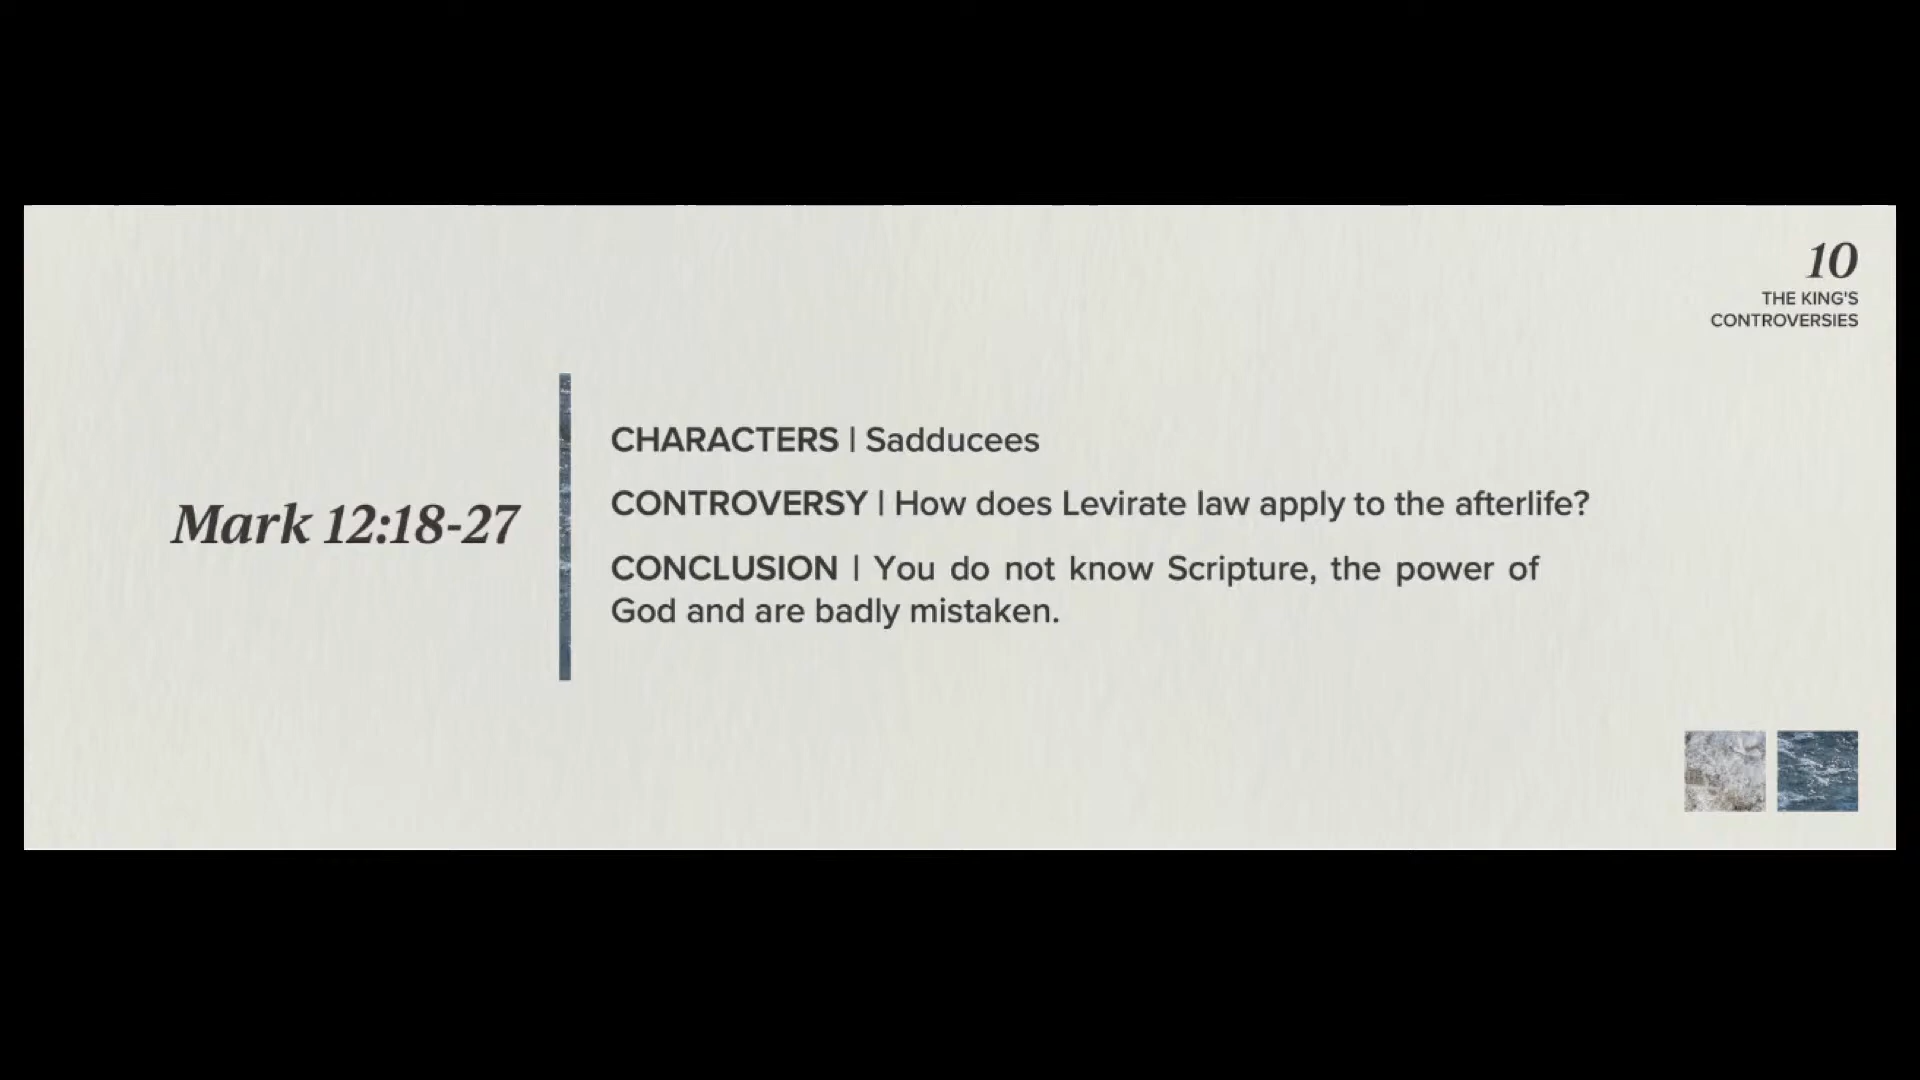 10
THE KING'S
CONTROVERSIES
Mark 12:18-27
CHARACTERS | Sadducees
CONTROVERSY | How does Levirate law apply to the afterlife?
CONCLUSION | You do not know Scripture, the power of
God and are badly mistaken.